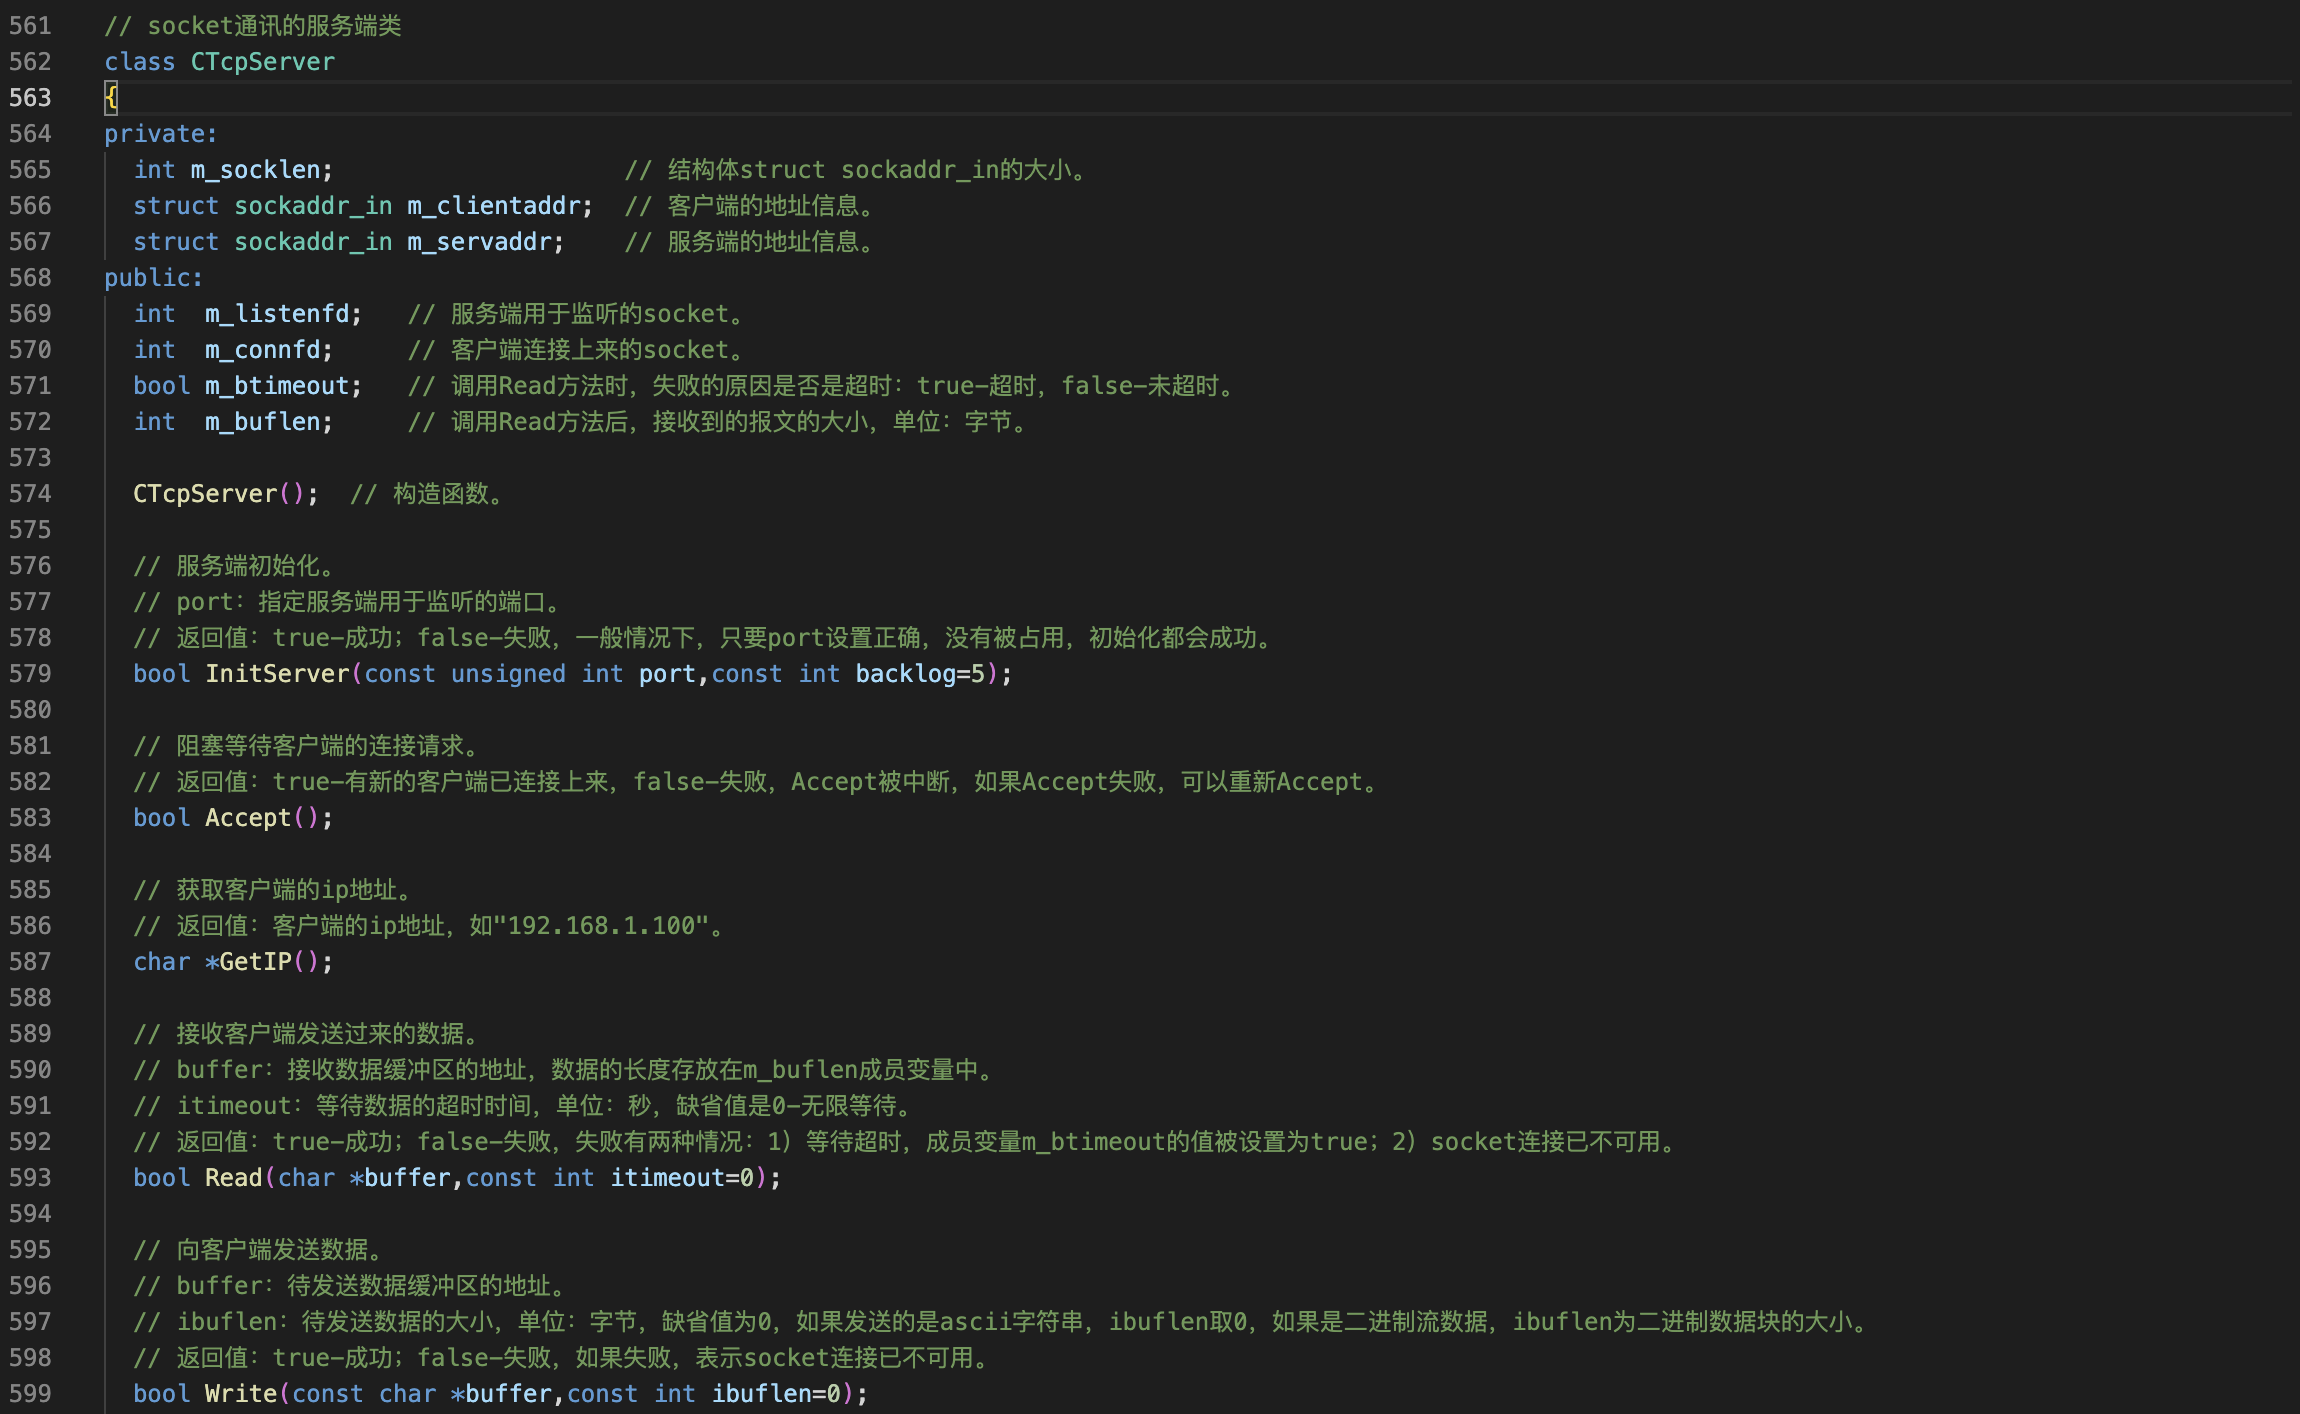 561 // socket通讯的服务端类
562 class CTcpServer
563 {
564 private:
565 int m_socklen; // 结构体struct sockaddr_in的大小。
566 struct sockaddr_in m_clientaddr; // 客户端的地址信息。
567 struct sockaddr_in m_servaddr; // 服务端的地址信息。
568 public:
569 int m_listenfd; // 服务端用于监听的socket。
570 int m_connfd; // 客户端连接上来的socket。
571 bool m_btimeout; // 调用Read方法时，失败的原因是否是超时：true-超时，false-未超时。
572 int m_buflen; // 调用Read方法后，接收到的报文的大小，单位：字节。
573
574 CTcpServer(); // 构造函数。
575
576 // 服务端初始化。
577 // port：指定服务端用于监听的端口。
578 // 返回值：true-成功；false-失败，一般情况下，只要port设置正确，没有被占用，初始化都会成功。
579 bool InitServer(const unsigned int port,const int backlog=5);
580
581 // 阻塞等待客户端的连接请求。
582 // 返回值：true-有新的客户端已连接上来，false-失败，Accept被中断，如果Accept失败，可以重新Accept。
583 bool Accept();
584
585 // 获取客户端的ip地址。
586 // 返回值：客户端的ip地址，如"192.168.1.100"。
587 char *GetIP();
588
589 // 接收客户端发送过来的数据。
590 // buffer：接收数据缓冲区的地址，数据的长度存放在m_buflen成员变量中。
591 // itimeout：等待数据的超时时间，单位：秒，缺省值是0-无限等待。
592 // 返回值：true-成功；false-失败，失败有两种情况：1）等待超时，成员变量m_btimeout的值被设置为true；2）socket连接已不可用。
593 bool Read(char *buffer,const int itimeout=0);
594
595 // 向客户端发送数据。
596 // buffer：待发送数据缓冲区的地址。
597 // ibuflen：待发送数据的大小，单位：字节，缺省值为0，如果发送的是ascii字符串，ibuflen取0，如果是二进制流数据，ibuflen为二进制数据块的大小。
598 // 返回值：true-成功；false-失败，如果失败，表示socket连接已不可用。
599 bool Write(const char *buffer,const int ibuflen=0);